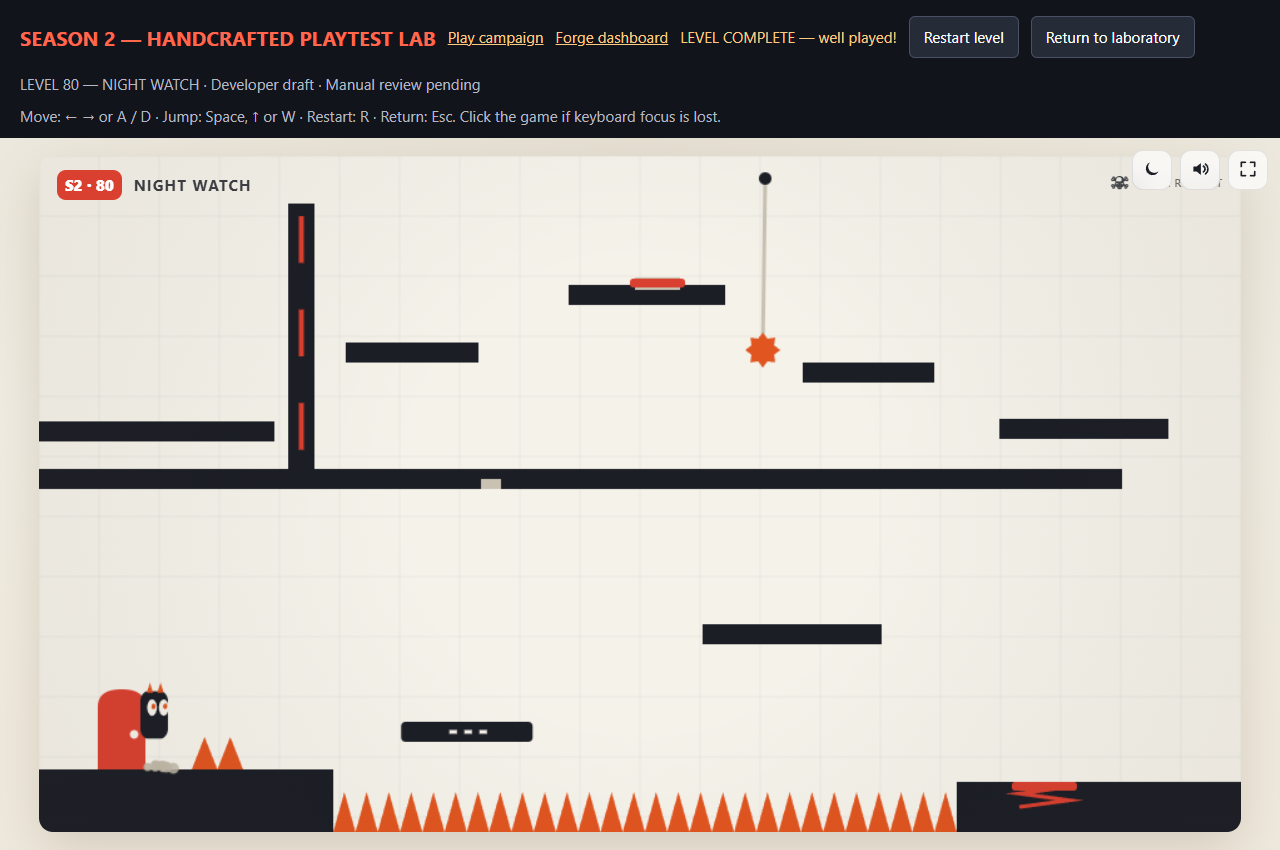 SEASON 2 — HANDCRAFTED PLAYTEST LAB Play campaign Forge dashboard LEVEL COMPLETE — well played! Restart level Return to laboratory
LEVEL 80 — NIGHT WATCH · Developer draft · Manual review pending
Move: ← → or A / D · Jump: Space, ↑ or W · Restart: R · Return: Esc. Click the game if keyboard focus is lost.
S2 · 80 NIGHT WATCH